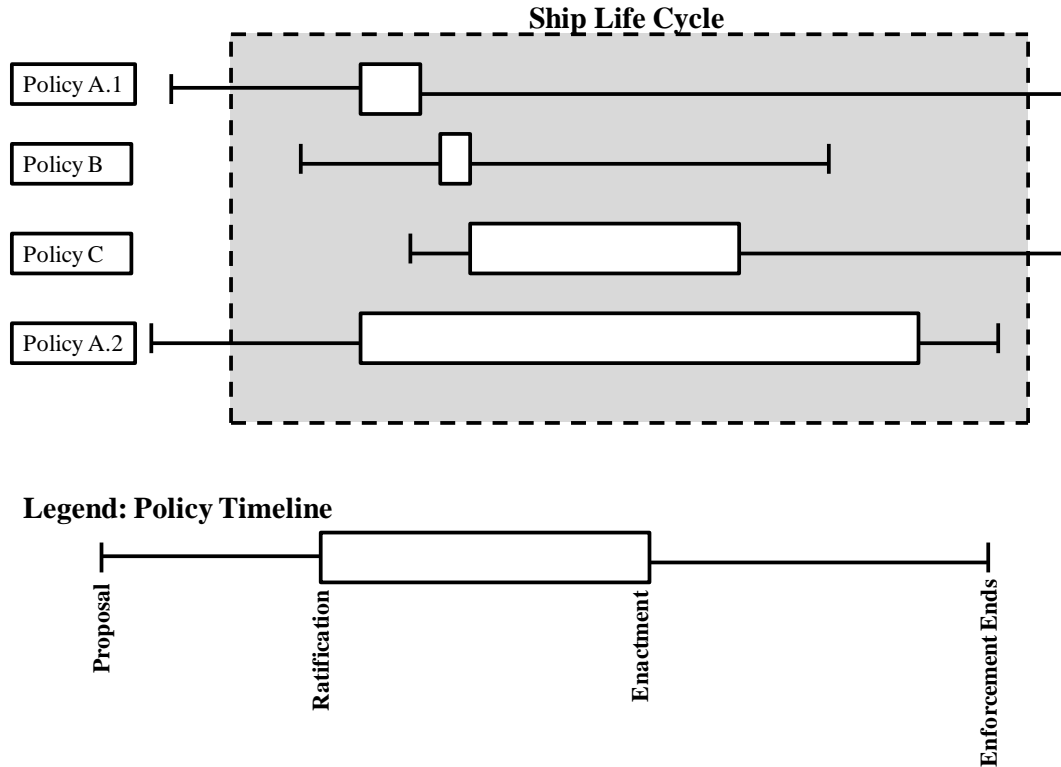 Ship Life Cycle
Policy A.1
Policy B
Policy C
Policy A.2
Legend: Policy Timeline
Proposal
Ratification
Enactment
Enforcement Ends